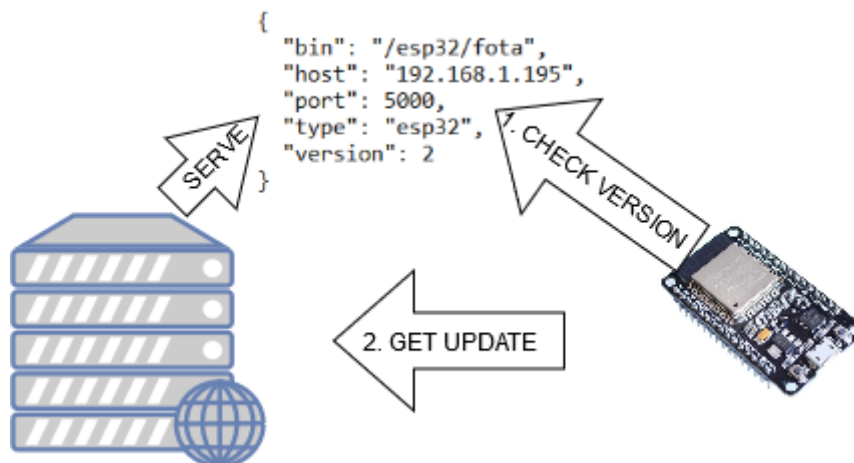 {
  "bin": "/esp32/fota",
  "host": "192.168.1.195",
  "port": 5000,
  "type": "esp32",
  "version": 2
}
SERVE
1. CHECK VERSION
2. GET UPDATE